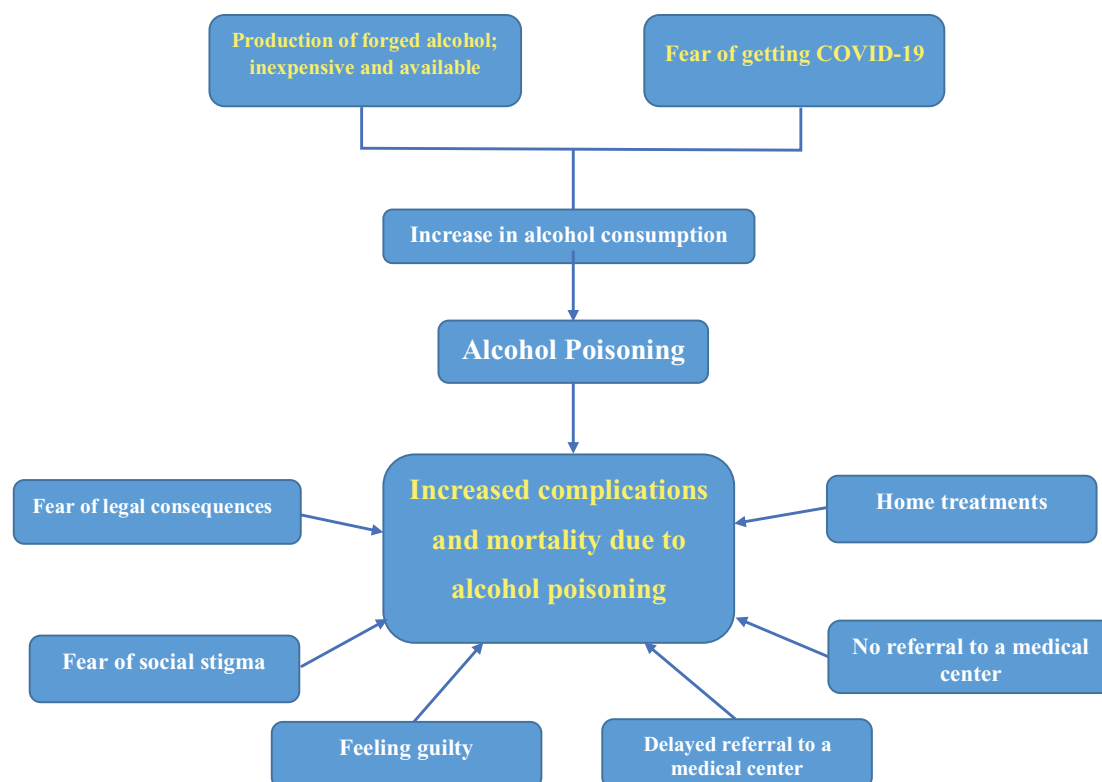 Production of forged alcohol;
inexpensive and available
Fear of getting COVID-19
Increase in alcohol consumption
Alcohol Poisoning
Increased complications
and mortality due to
alcohol poisoning
Fear of legal consequences
Home treatments
Fear of social stigma
No referral to a medical
center
Feeling guilty
Delayed referral to a
medical center